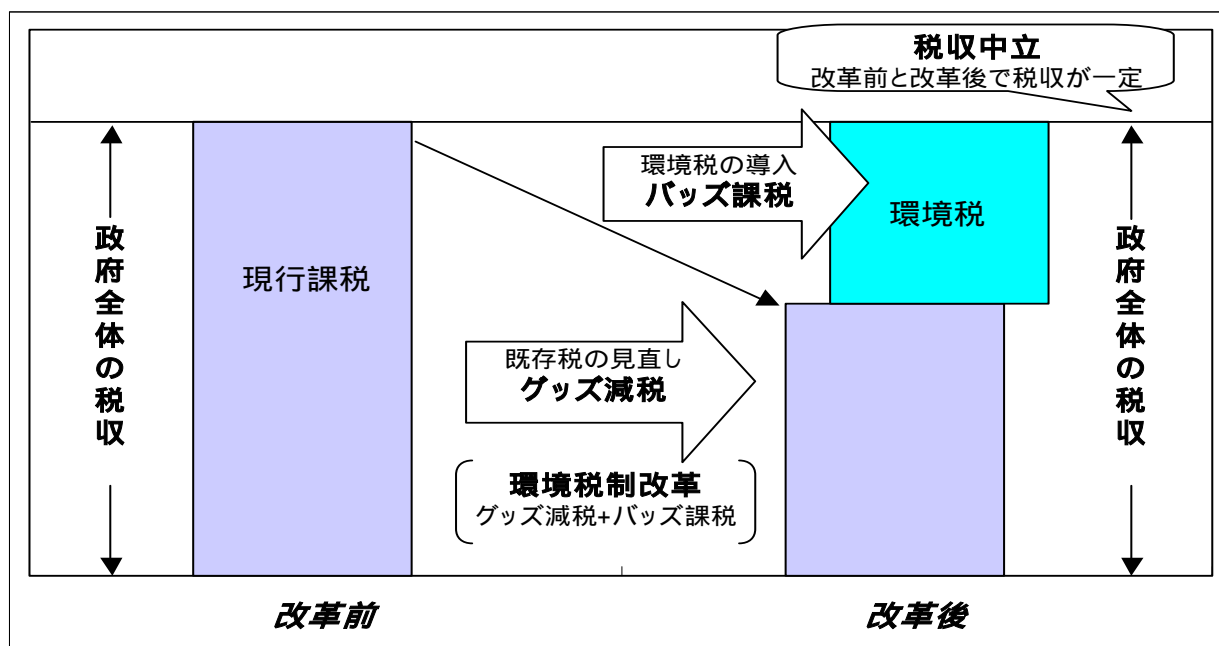 税収中立
改革前と改革後で税収が一定
環境税の導入
バッズ課税
環境税
政府全体の税収
現行課税
政府全体の税収
既存税の見直し
グッズ減税
環境税制改革
グッズ減税+バッズ課税
改革前
改革後